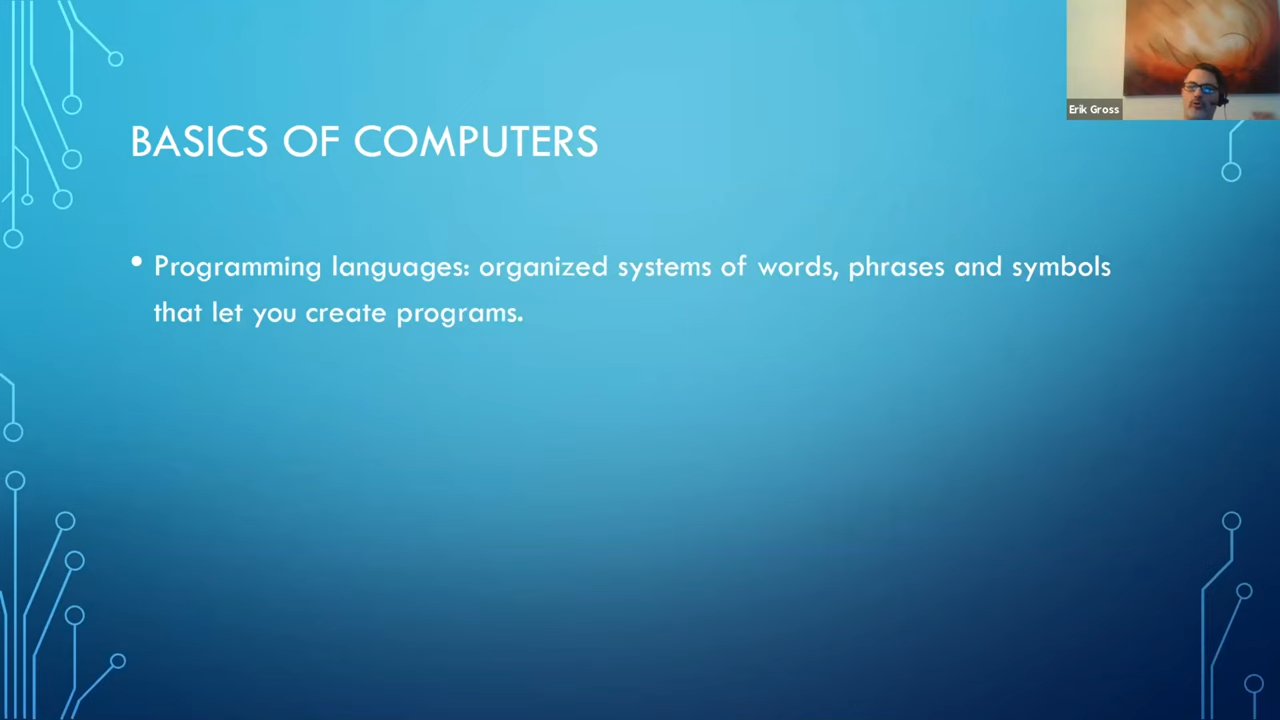 Erik Gross
BASICS OF COMPUTERS
• Programming languages: organized systems of words, phrases and symbols
that let you create programs.